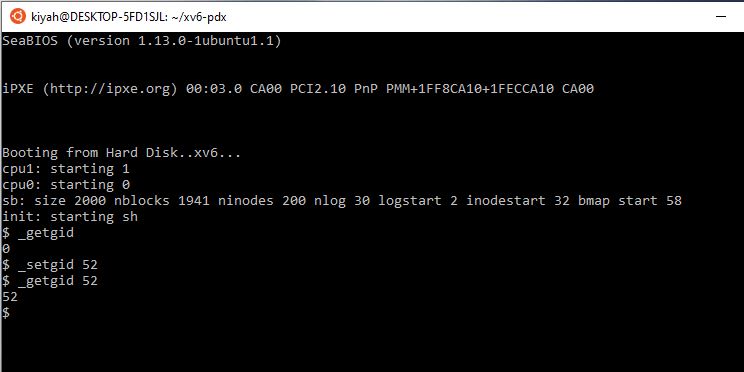 kiyah@DESKTOP-5FD1SJL: ~/xv6-pdx
SeaBIOS (version 1.13.0-1ubuntu1.1)
iPXE (http://ipxe.org) 00:03.0 CA00 PCI2.10 PnP PMM+1FF8CA10+1FECCA10 CA00
Booting from Hard Disk..xv6...
cpu1: starting 1
cpu0: starting 0
sb: size 2000 nblocks 1941 ninodes 200 nlog 30 logstart 2 inodestart 32 bmap start 58
init: starting sh
$ _getgid
0
$ _setgid 52
$ _getgid 52
52
$